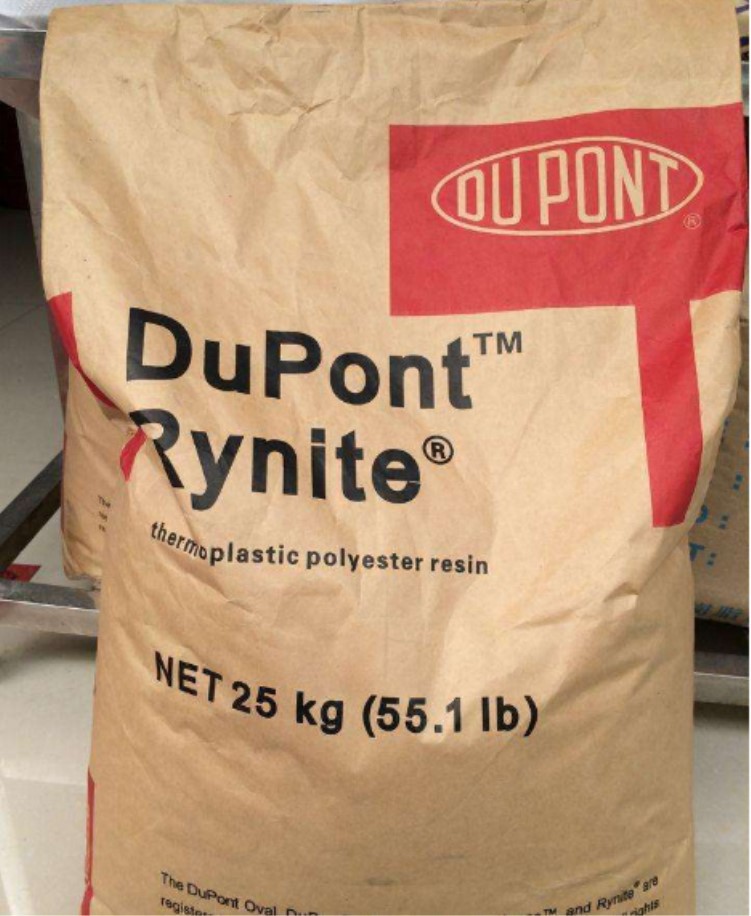 DU PONT
®
DuPont™
Rynite®
thermoplastic polyester resin
NET 25 kg (55.1 lb)
The DuPont Oval, ™ and Rynite® are
rights